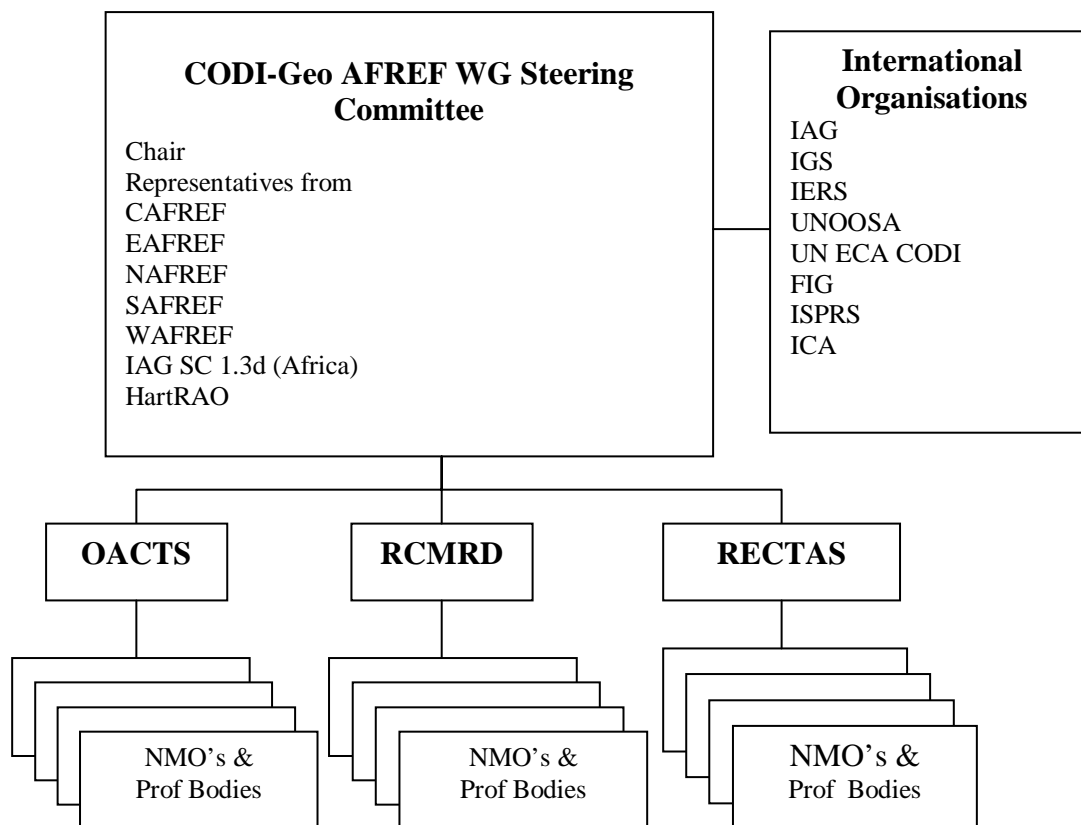 CODI-Geo AFREF WG Steering
Committee
Chair
Representatives from
CAFREF
EAFREF
NAFREF
SAFREF
WAFREF
IAG SC 1.3d (Africa)
HartRAO
International
Organisations
IAG
IGS
IERS
UNOOSA
UN ECA CODI
FIG
ISPRS
ICA
OACTS
RCMRD
RECTAS
NMO's &
Prof Bodies
NMO's &
Prof Bodies
NMO's &
Prof Bodies